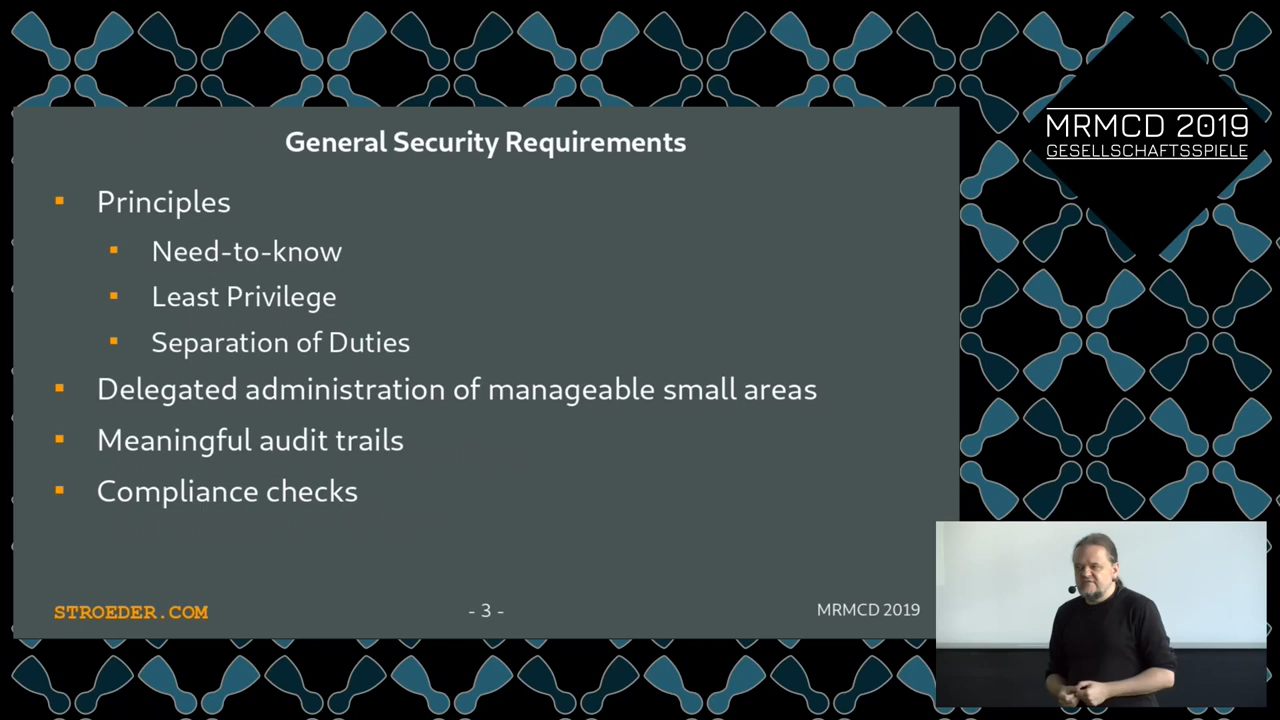 MRMCD 2019
GESELLSCHAFTSSPIELE
General Security Requirements
Principles
Need-to-know
Least Privilege
Separation of Duties
Delegated administration of manageable small areas
Meaningful audit trails
Compliance checks
STROEDER.COM
- 3 -
MRMCD 2019